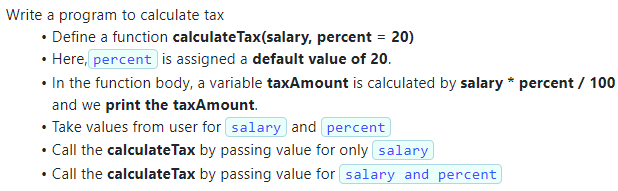 Write a program to calculate tax
• Define a function calculateTax(salary, percent = 20)
• Here, percent is assigned a default value of 20.
• In the function body, a variable taxAmount is calculated by salary * percent / 100
and we print the taxAmount.
• Take values from user for salary and percent
• Call the calculateTax by passing value for only salary
• Call the calculateTax by passing value for salary and percent